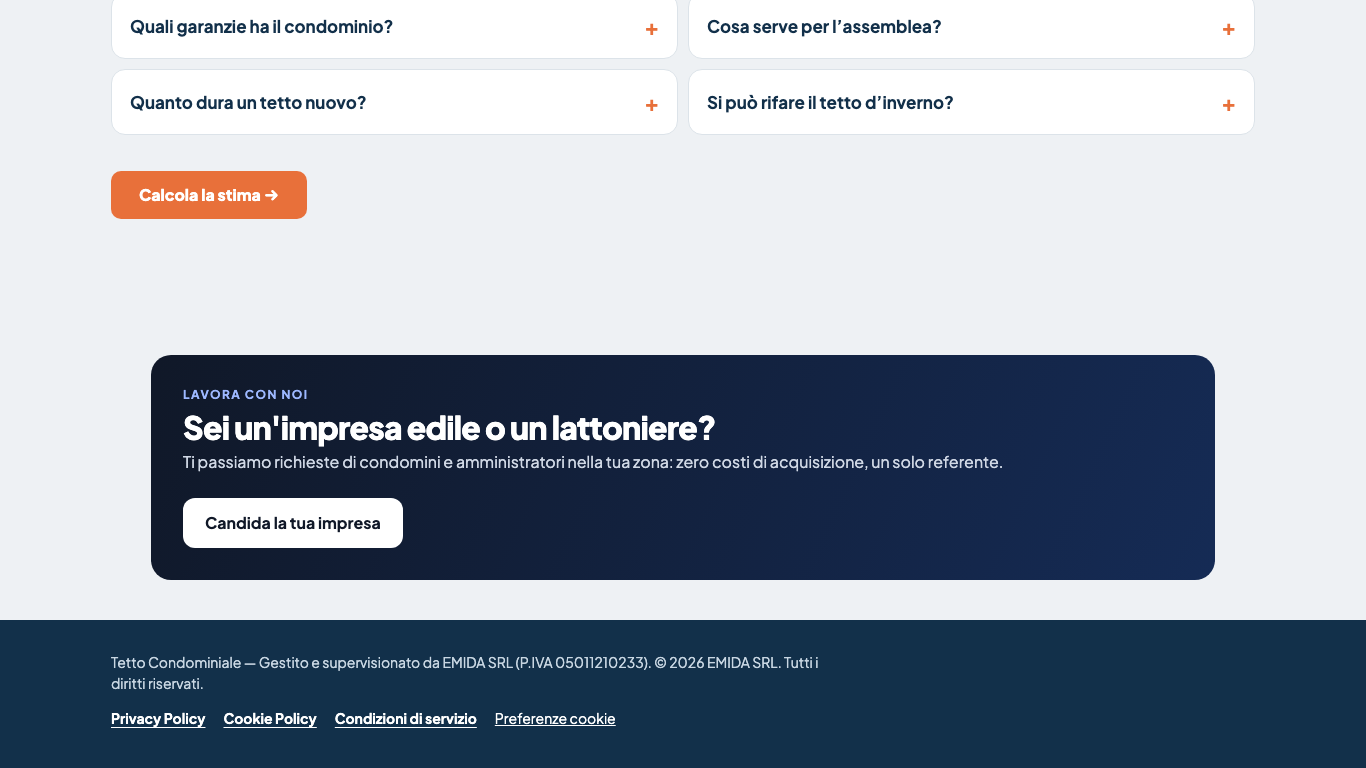 Quali garanzie ha il condominio? +
Cosa serve per l’assemblea? +
Quanto dura un tetto nuovo? +
Si può rifare il tetto d’inverno? +
Calcola la stima →
LAVORA CON NOI
Sei un'impresa edile o un lattoniere?
Ti passiamo richieste di condomini e amministratori nella tua zona: zero costi di acquisizione, un solo referente.
Candida la tua impresa
Tetto Condominiale — Gestito e supervisionato da EMIDA SRL (P.IVA 05011210233). © 2026 EMIDA SRL. Tutti i
diritti riservati.
Privacy Policy Cookie Policy Condizioni di servizio Preferenze cookie